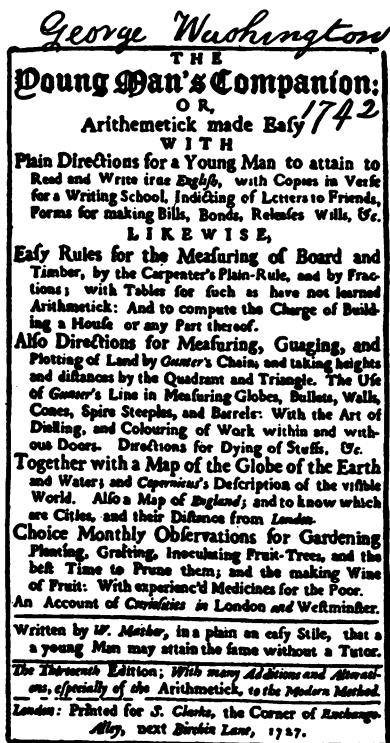 George Washington
THE
Young Man's Companion:
OR,
Arithemetick made Eaſy
1742
WITH
Plain Directions for a Young Man to attain to
Read and Write true Engliſh, with Copies in Verſe
for a Writing School, Indicting of Letters to Friends,
Forms for making Bills, Bonds, Releaſes Wills, &c.
LIKEWISE,
Eaſy Rules for the Meaſuring of Board and
Timber, by the Carpenter's Plain-Rule, and by Frac-
tions; with Tables for ſuch as have not learned
Arithmetick: And to compute the Charge of Build-
ing a Houſe or any Part thereof.
Alſo Directions for Meaſuring, Guaging, and
Plotting of Land by Gunter's Chain, and taking heights
and diſtances by the Quadrant and Triangle. The Uſe
of Gunter's Line in Meaſuring Globes, Bullets, Walls,
Cones, Spire Steeples, and Barrels: With the Art of
Dialling, and Colouring of Work within and with-
out Doors. Directions for Dying of Stuffs, &c.
Together with a Map of the Globe of the Earth
and Water; and Copernicus's Deſcription of the viſible
World. Alſo a Map of England; and to know which
are Cities, and their Diſtance from London.
Choice Monthly Obſervations for Gardening
Planting, Grafting, Inoculating Fruit-Trees, and the
beſt Time to Prune them; and the making Wine
of Fruit: With experienc'd Medicines for the Poor.
An Account of Curioſities in London and Weſtminſter.
Written by W. Mather, in a plain an eaſy Stile, that a
a young Man may attain the ſame without a Tutor.
The Thirteenth Edition; With many Additions and Alterati-
ons, eſpecially of the Arithmetick, to the Modern Method.
London: Printed for S. Clarke, the Corner of Exchange-
Alley, next Birchin Lane, 1727.